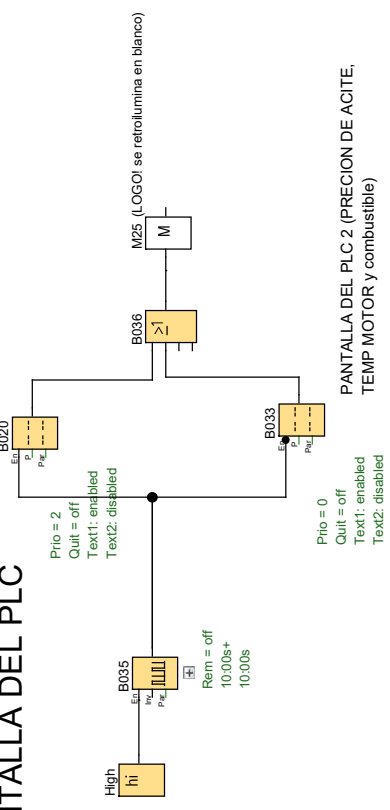 ITALLA DEL PLC
High
hi
B035
En
Inv
Par
Rem = off
10:00s+
10:00s
B020
En
P
Par
Prio = 2
Quit = off
Text1: enabled
Text2: disabled
B036
≥1
M25 (LOGO! se retroilumina en blanco)
M
B033
En
P
Par
Prio = 0
Quit = off
Text1: enabled
Text2: disabled
PANTALLA DEL PLC 2 (PRECION DE ACITE,
TEMP MOTOR y combustible)